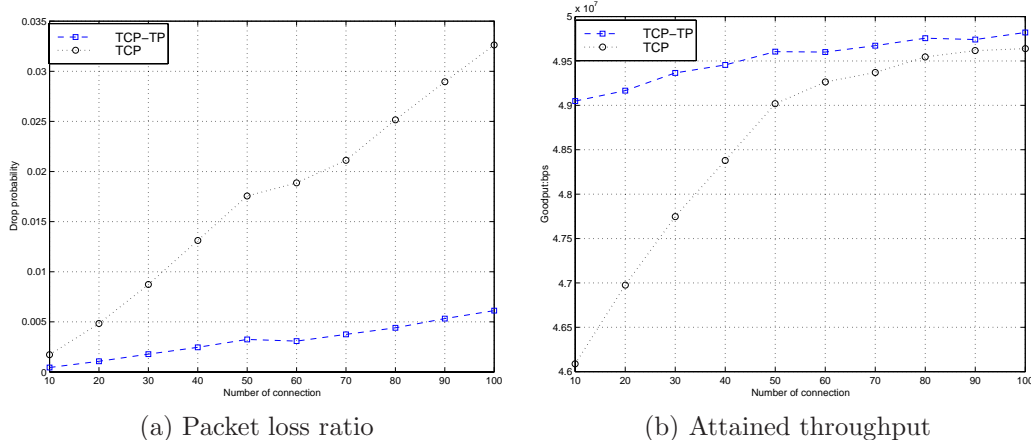 0.035
0.03
0.025
0.02
0.015
0.01
0.005
0
Drop probability
TCP-TP
TCP
10 20 30 40 50 60 70 80 90 100
Number of connection
(a) Packet loss ratio
x 10^7
5
4.95
4.9
4.85
4.8
4.75
4.7
4.65
4.6
Goodput:bps
TCP-TP
TCP
10 20 30 40 50 60 70 80 90 100
Number of connection
(b) Attained throughput